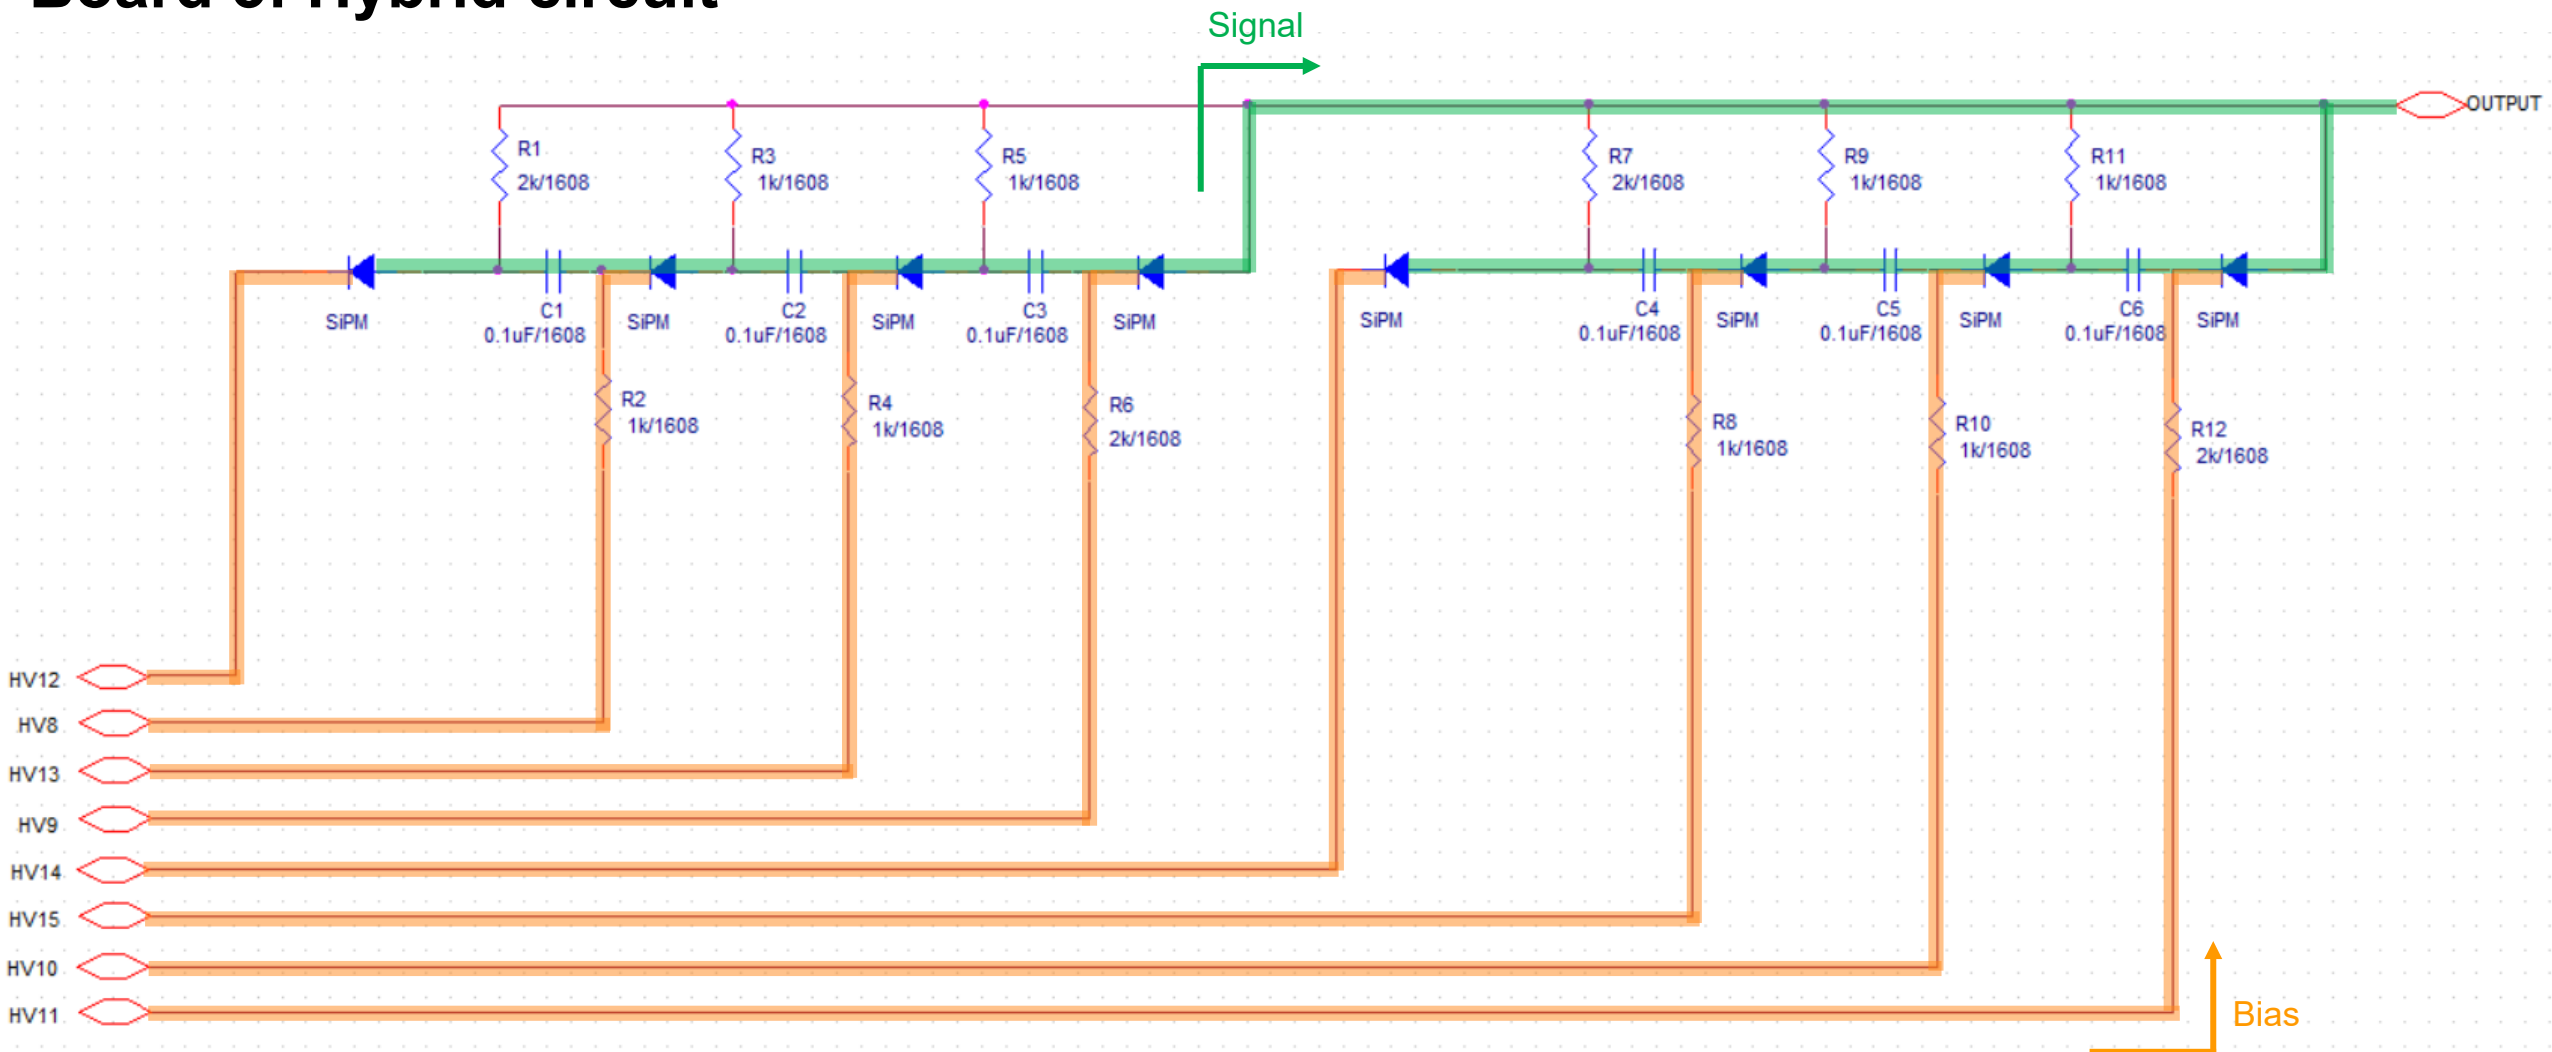 Board of Hybrid circuit
Signal
OUTPUT
R1
2k/1608
R3
1k/1608
R5
1k/1608
R7
2k/1608
R9
1k/1608
R11
1k/1608
SiPM
C1
0.1uF/1608
SiPM
C2
0.1uF/1608
SiPM
C3
0.1uF/1608
SiPM
SiPM
C4
0.1uF/1608
SiPM
C5
0.1uF/1608
SiPM
C6
0.1uF/1608
SiPM
R2
1k/1608
R4
1k/1608
R6
2k/1608
R8
1k/1608
R10
1k/1608
R12
2k/1608
HV12
HV8
HV13
HV9
HV14
HV15
HV10
HV11
Bias